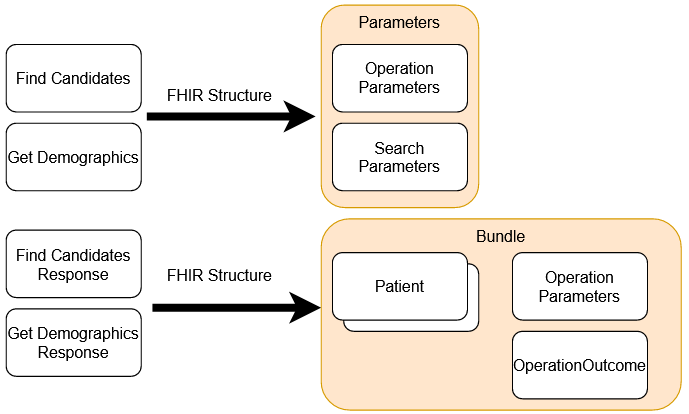 Parameters
Find Candidates
FHIR Structure
Operation
Parameters
Get Demographics
Search
Parameters
Find Candidates
Response
FHIR Structure
Bundle
Patient
Operation
Parameters
Get Demographics
Response
OperationOutcome